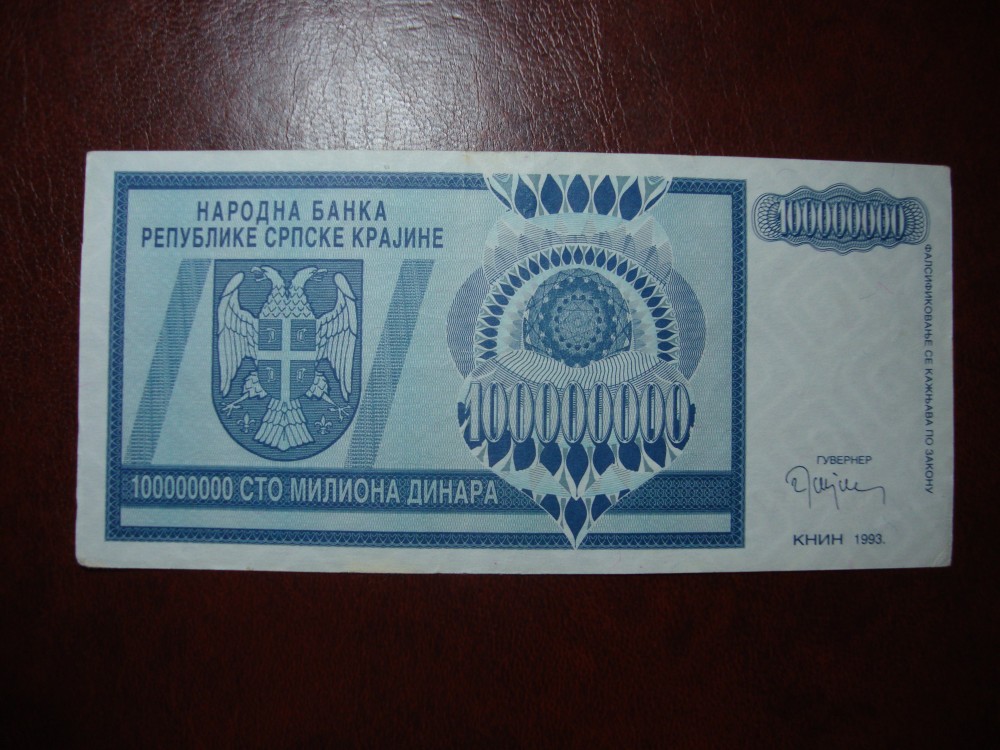 НАРОДНА БАНКА
РЕПУБЛИКЕ СРПСКЕ КРАЈИНЕ
100000000
100000000
100000000 СТО МИЛИОНА ДИНАРА
ФАЛСИФИКОВАЊЕ СЕ КАЖЊАВА ПО ЗАКОНУ
ГУВЕРНЕР
КНИН 1993.